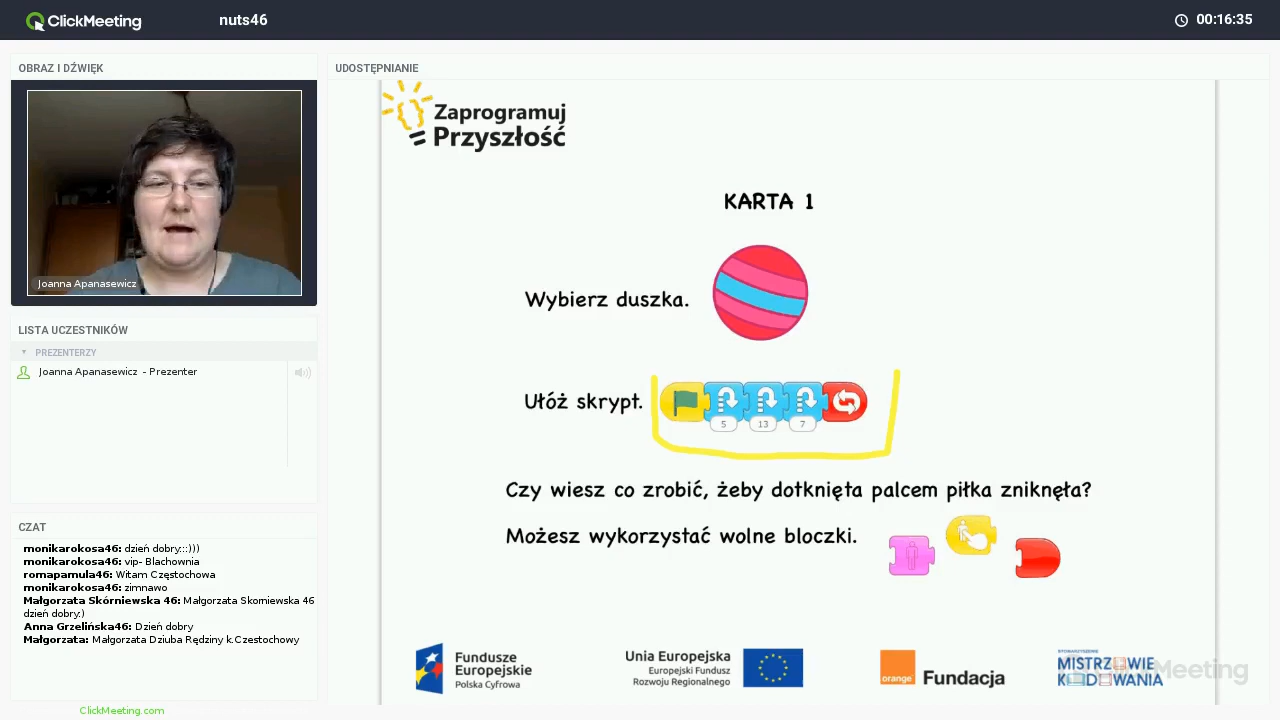 ClickMeeting
nuts46
00:16:35
OBRAZ I DŹWIĘK
Joanna Apanasewicz
LISTA UCZESTNIKÓW
PREZENTERZY
Joanna Apanasewicz - Prezenter
CZAT
monikarokosa46: dzień dobry:::)))
monikarokosa46: vip- Blachownia
romapamula46: Witam Częstochowa
monikarokosa46: zimnawo
Małgorzata Skórniewska 46: Małgorzata Skorniewska 46
dzień dobry:)
Anna Grzelińska46: Dzień dobry
Małgorzata: Małgorzata Dziuba Rędziny k.Czestochowy
ClickMeeting.com
UDOSTĘPNIANIE
Zaprogramuj
Przyszłość
KARTA 1
Wybierz duszka.
Ułóż skrypt.
5 13 7
Czy wiesz co zrobić, żeby dotknięta palcem piłka zniknęła?
Możesz wykorzystać wolne bloczki.
Fundusze
Europejskie
Polska Cyfrowa
Unia Europejska
Europejski Fundusz
Rozwoju Regionalnego
orange
Fundacja
STOWARZYSZENIE
MISTRZOWIE
KODOWANIA
Meeting